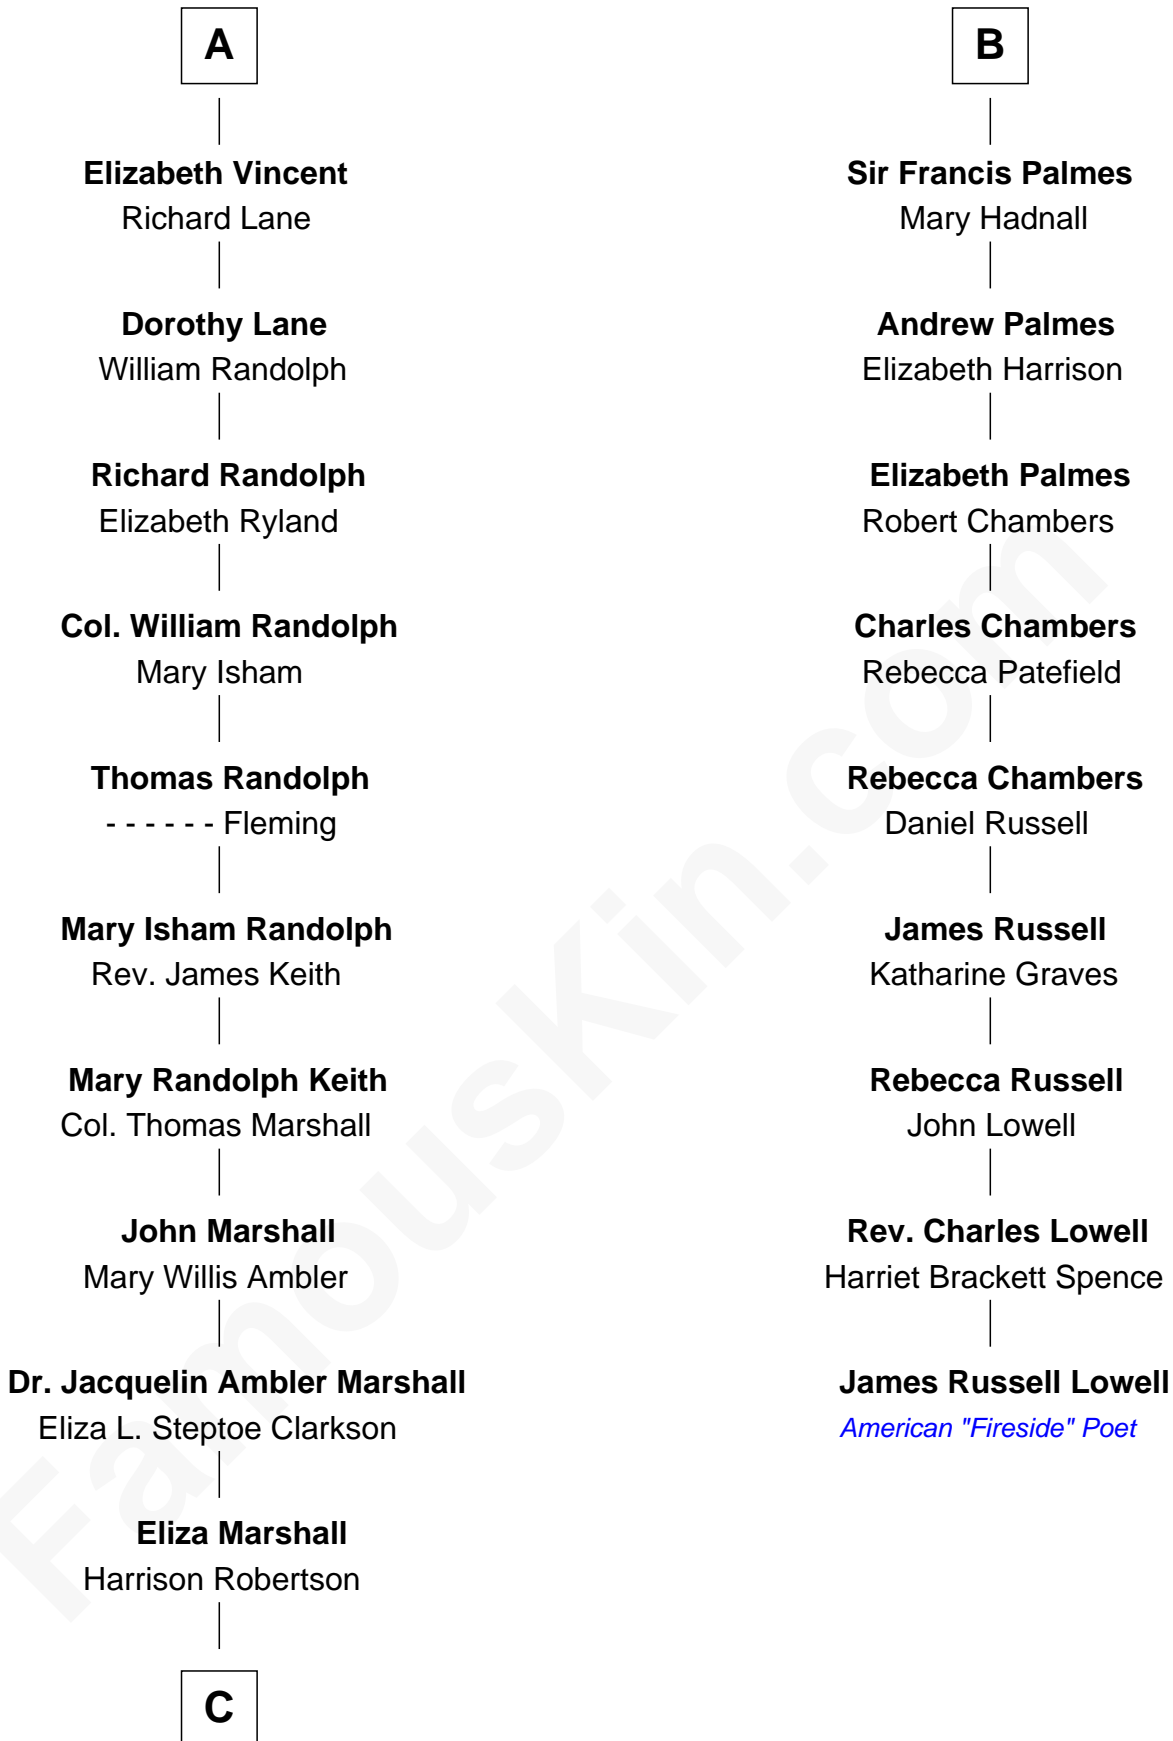 A
Elizabeth Vincent
Richard Lane
Dorothy Lane
William Randolph
Richard Randolph
Elizabeth Ryland
Col. William Randolph
Mary Isham
Thomas Randolph
- - - - - - Fleming
Mary Isham Randolph
Rev. James Keith
Mary Randolph Keith
Col. Thomas Marshall
John Marshall
Mary Willis Ambler
Dr. Jacquelin Ambler Marshall
Eliza L. Steptoe Clarkson
Eliza Marshall
Harrison Robertson
C
B
Sir Francis Palmes
Mary Hadnall
Andrew Palmes
Elizabeth Harrison
Elizabeth Palmes
Robert Chambers
Charles Chambers
Rebecca Patefield
Rebecca Chambers
Daniel Russell
James Russell
Katharine Graves
Rebecca Russell
John Lowell
Rev. Charles Lowell
Harriet Brackett Spence
James Russell Lowell
American "Fireside" Poet
FamousKin.com